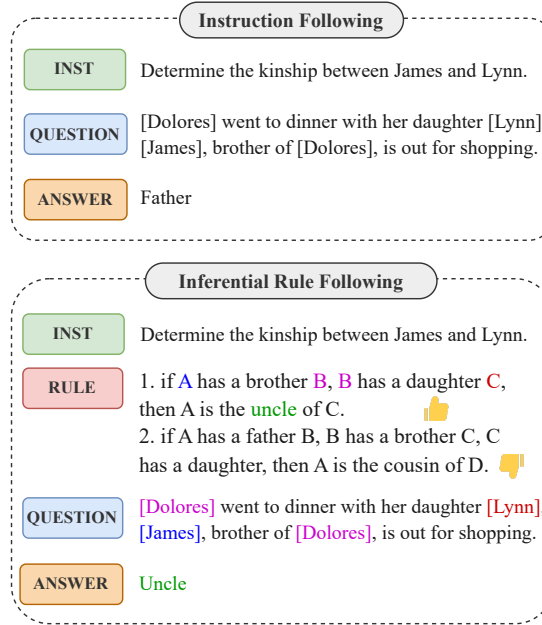 Instruction Following
INST
Determine the kinship between James and Lynn.
QUESTION
[Dolores] went to dinner with her daughter [Lynn]
[James], brother of [Dolores], is out for shopping.
ANSWER
Father
Inferential Rule Following
INST
Determine the kinship between James and Lynn.
RULE
1. if A has a brother B, B has a daughter C,
then A is the uncle of C.
2. if A has a father B, B has a brother C, C
has a daughter, then A is the cousin of D.
QUESTION
[Dolores] went to dinner with her daughter [Lynn]
[James], brother of [Dolores], is out for shopping.
ANSWER
Uncle